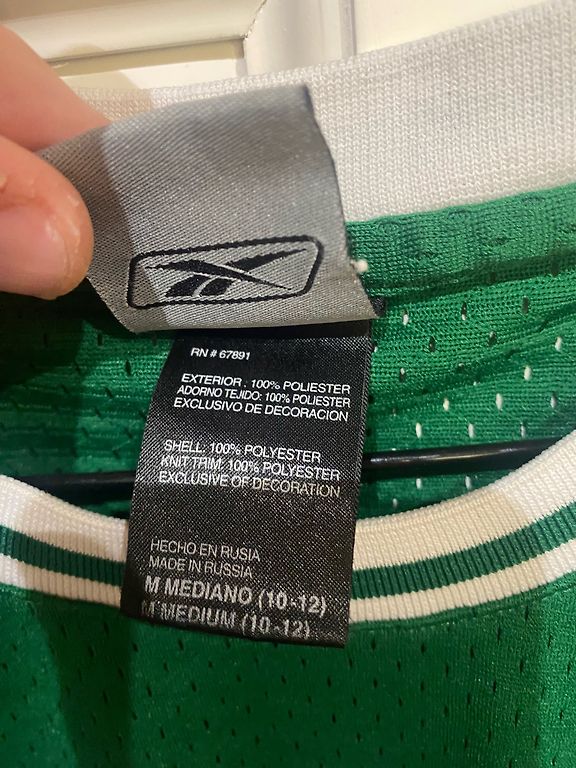 RN # 67891
EXTERIOR . 100% POLIESTER
ADORNO TEJIDO: 100% POLIESTER
EXCLUSIVO DE DECORACION
SHELL: 100% POLYESTER
KNIT TRIM: 100% POLYESTER
EXCLUSIVE OF DECORATION
HECHO EN RUSIA
MADE IN RUSSIA
M MEDIANO (10-12)
M MEDIUM (10-12)